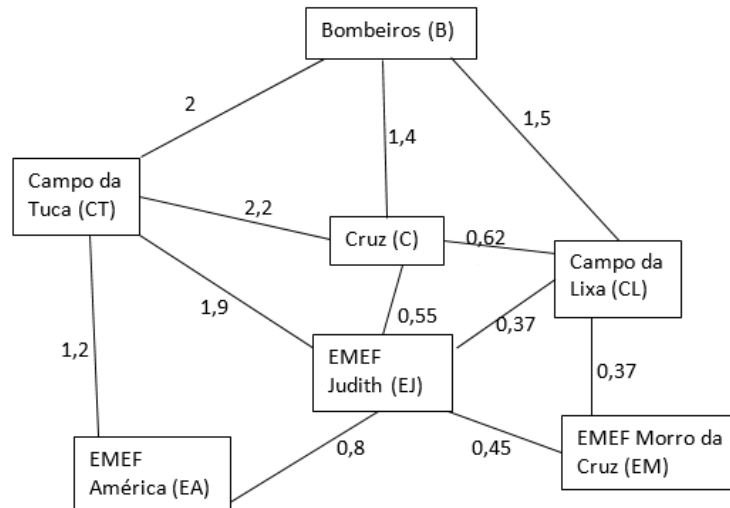 Bombeiros (B)
2
1,4
1,5
Campo da
Tuca (CT)
2,2
Cruz (C)
0,62
Campo da
Lixa (CL)
1,9
0,55
0,37
1,2
EMEF
Judith (EJ)
0,37
EMEF
América (EA)
0,8
0,45
EMEF Morro da
Cruz (EM)